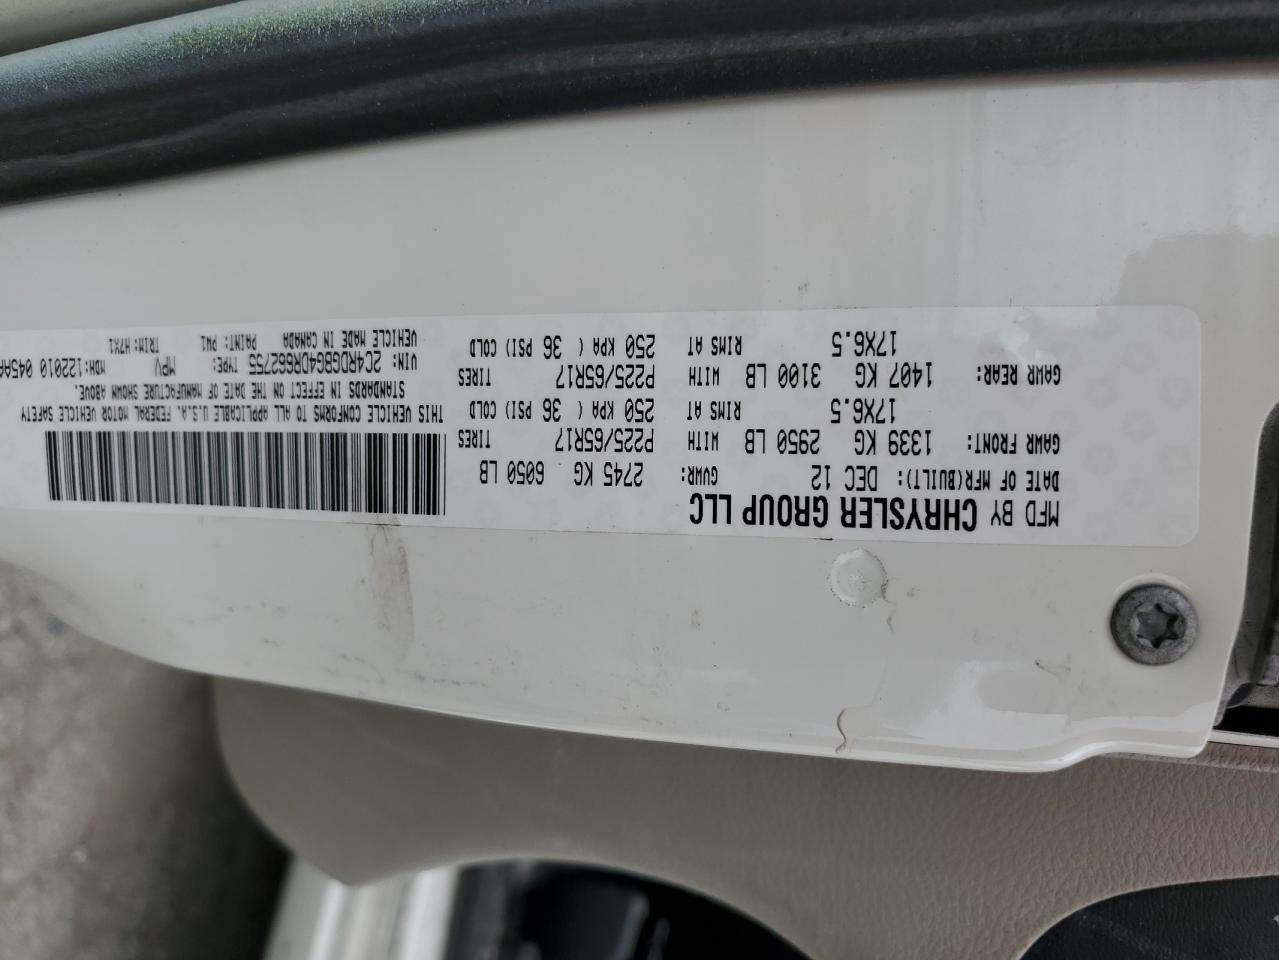 MFD BY CHRYSLER GROUP LLC
DATE OF MFR(BUILT): DEC 12 GVWR: 2745 KG 6050 LB
GAWR FRONT: 1339 KG 2950 LB WITH P225/65R17 TIRES
17X6.5 RIMS AT 250 KPA ( 36 PSI) COLD
GAWR REAR: 1407 KG 3100 LB WITH P225/65R17 TIRES
17X6.5 RIMS AT 250 KPA ( 36 PSI) COLD
THIS VEHICLE CONFORMS TO ALL APPLICABLE U.S.A. FEDERAL MOTOR VEHICLE SAFETY
STANDARDS IN EFFECT ON THE DATE OF MANUFACTURE SHOWN ABOVE.
VIN: 2C4RDGBG4DR662755 TYPE: MPV MDH:122010 045AA
VEHICLE MADE IN CANADA PAINT: PW1 TRIM: H7X1